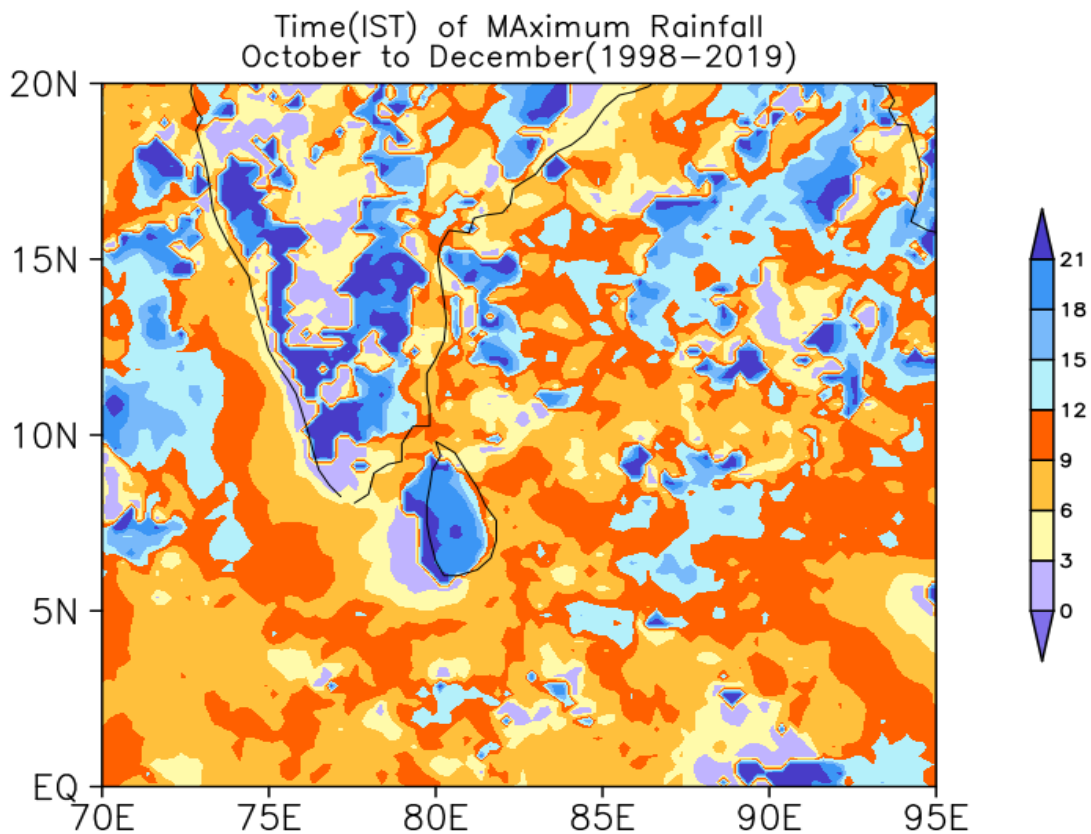 Time(IST) of MAximum Rainfall
October to December(1998-2019)
20N
15N
10N
5N
EQ
70E 75E 80E 85E 90E 95E
21
18
15
12
9
6
3
0